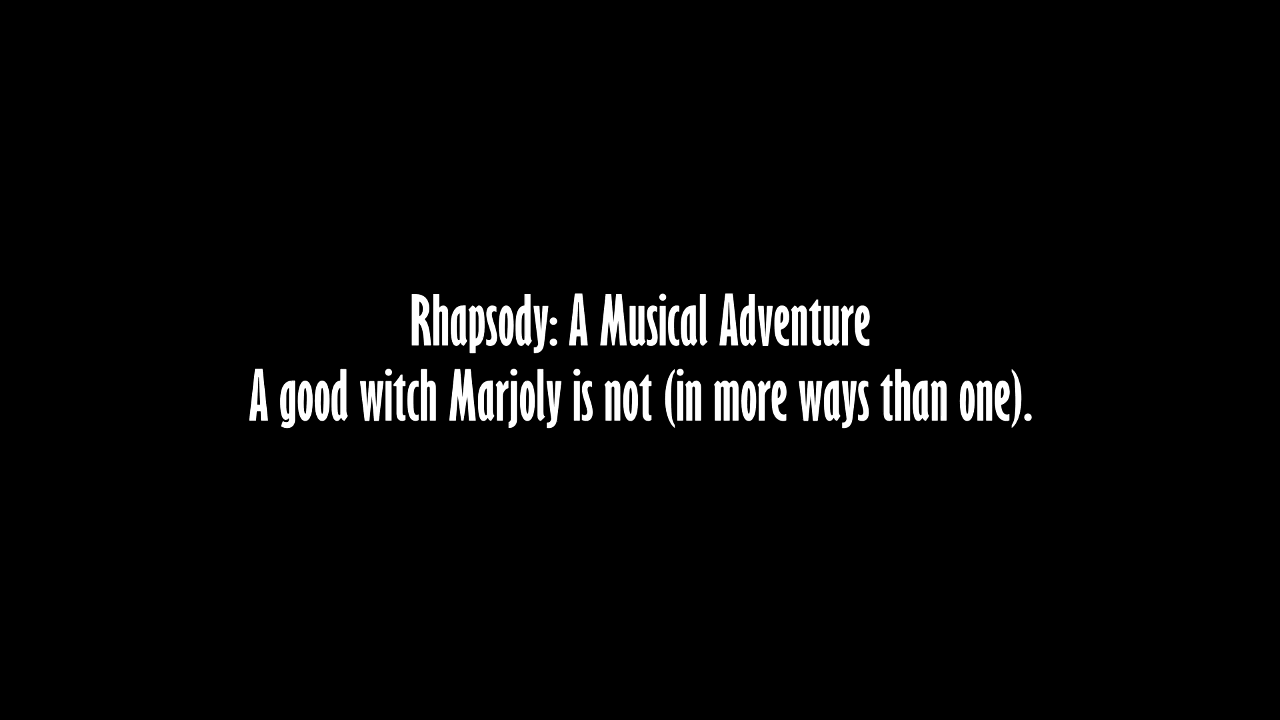 Rhapsody: A Musical Adventure
A good witch Marjoly is not (in more ways than one).